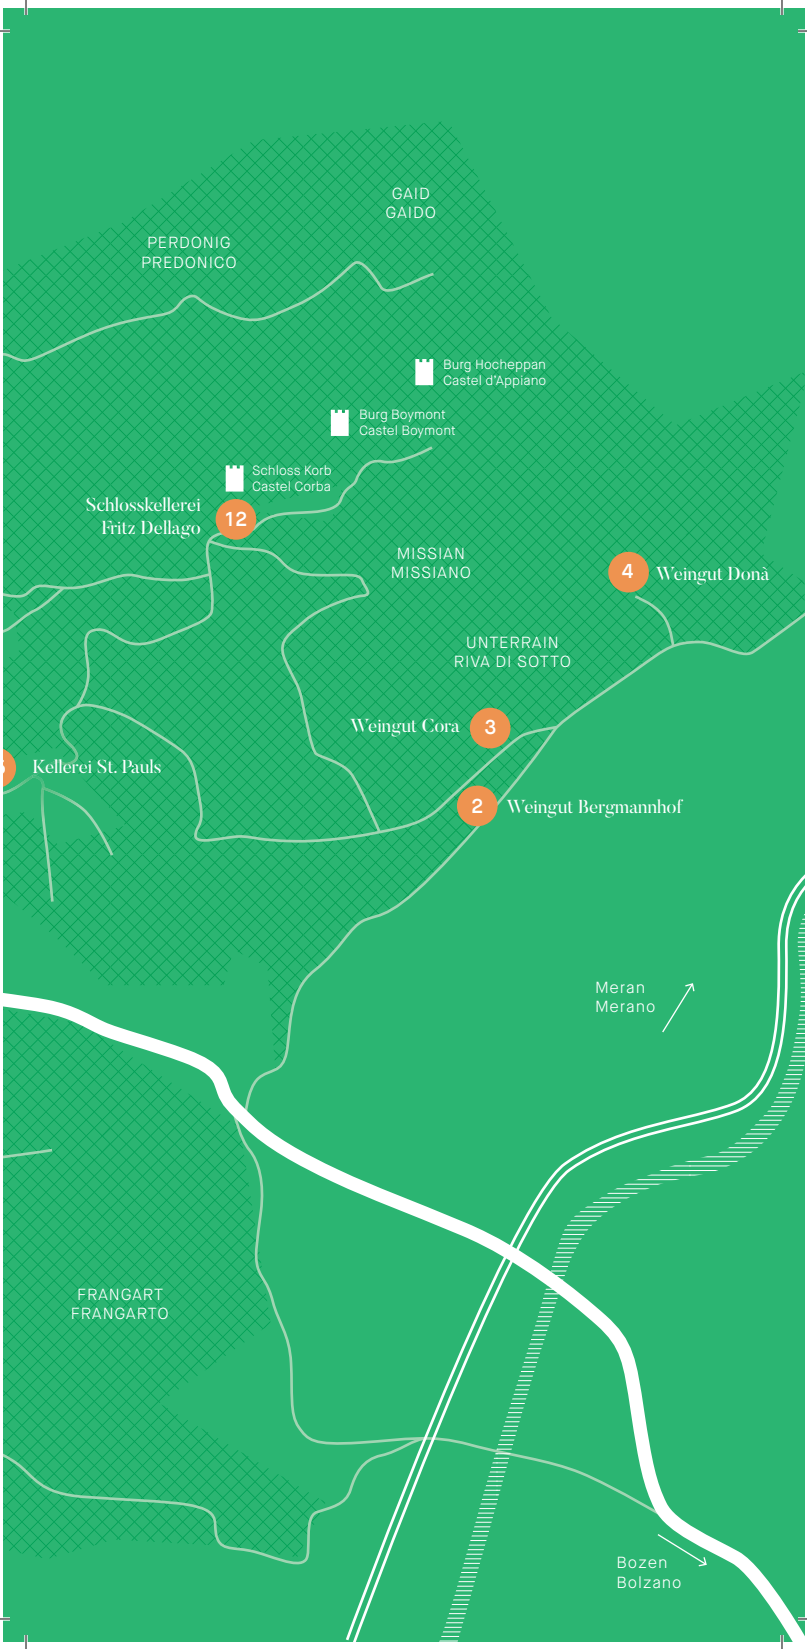 GAID
GAIDO
PERDONIG
PREDONICO
Burg Hocheppan
Castel d'Appiano
Burg Boymont
Castel Boymont
Schloss Korb
Castel Corba
Schlosskellerei
Fritz Dellago
12
MISSIAN
MISSIANO
4
Weingut Donà
UNTERRAIN
RIVA DI SOTTO
Weingut Cora
3
Kellerei St. Pauls
2
Weingut Bergmannhof
Meran
Merano
FRANGART
FRANGARTO
Bozen
Bolzano